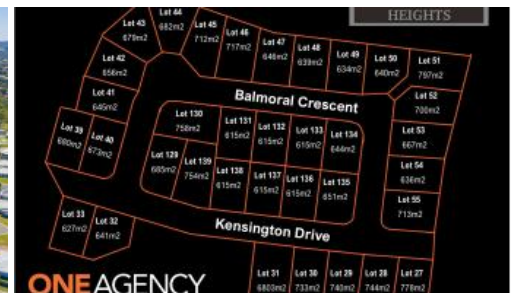 HEIGHTS
Lot 44
682m2
Lot 43
679m2
Lot 45
712m2
Lot 46
717m2
Lot 47
646m2
Lot 48
639m2
Lot 49
634m2
Lot 50
640m2
Lot 51
797m2
Lot 42
656m2
Lot 41
645m2
Lot 52
700m2
Balmoral Crescent
Lot 39
680m2
Lot 40
673m2
Lot 130
758m2
Lot 131
615m2
Lot 132
615m2
Lot 133
615m2
Lot 134
644m2
Lot 53
667m2
Lot 129
685m2
Lot 139
754m2
Lot 138
615m2
Lot 137
615m2
Lot 136
615m2
Lot 135
651m2
Lot 54
636m2
Lot 55
713m2
Lot 33
627m2
Lot 32
641m2
Kensington Drive
ONEAGENCY
Lot 31
6803m2
Lot 30
733m2
Lot 29
740m2
Lot 28
744m2
Lot 27
778m2